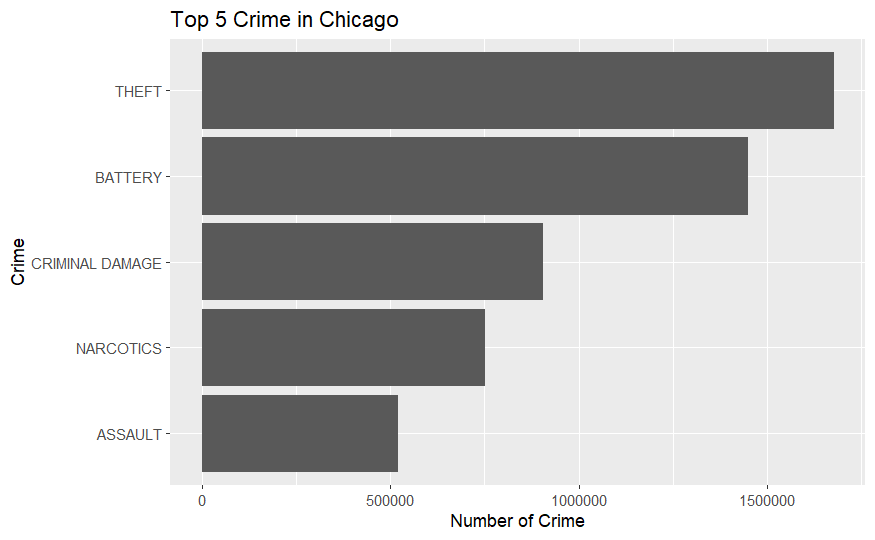 Top 5 Crime in Chicago
Crime
THEFT
BATTERY
CRIMINAL DAMAGE
NARCOTICS
ASSAULT
0 500000 1000000 1500000
Number of Crime